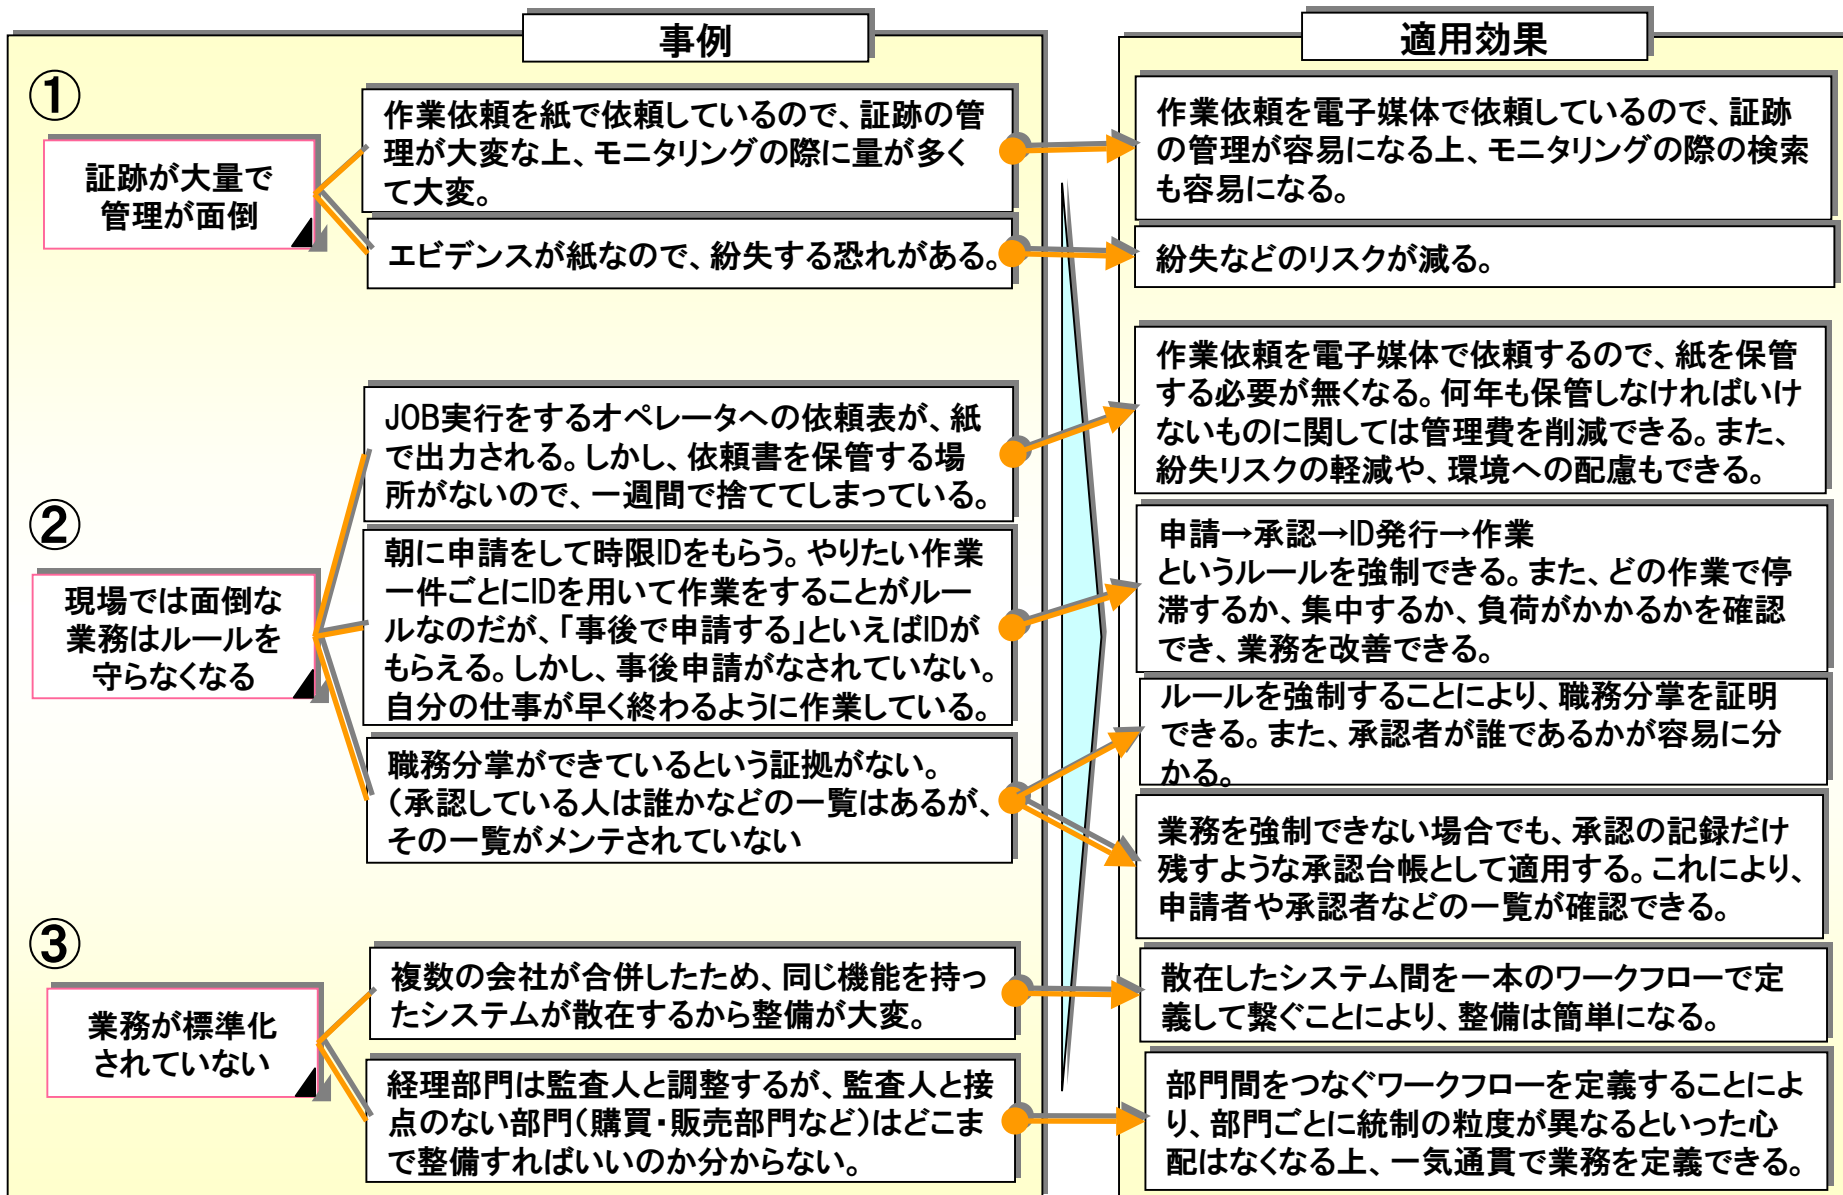 事例
適用効果
①
証跡が大量で
管理が面倒
作業依頼を紙で依頼しているので、証跡の管
理が大変な上、モニタリングの際に量が多く
て大変。
作業依頼を電子媒体で依頼しているので、証跡
の管理が容易になる上、モニタリングの際の検索
も容易になる。
エビデンスが紙なので、紛失する恐れがある。
紛失などのリスクが減る。
②
現場では面倒な
業務はルールを
守らなくなる
JOB実行をするオペレータへの依頼表が、紙
で出力される。しかし、依頼書を保管する場
所がないので、一週間で捨ててしまっている。
作業依頼を電子媒体で依頼するので、紙を保管
する必要が無くなる。何年も保管しなければいけ
ないものに関しては管理費を削減できる。また、
紛失リスクの軽減や、環境への配慮もできる。
朝に申請をして時限IDをもらう。やりたい作業
一件ごとにIDを用いて作業をすることがルー
ルなのだが、「事後で申請する」といえばIDが
もらえる。しかし、事後申請がなされていない。
自分の仕事が早く終わるように作業している。
申請→承認→ID発行→作業
というルールを強制できる。また、どの作業で停
滞するか、集中するか、負荷がかかるかを確認
でき、業務を改善できる。
職務分掌ができているという証拠がない。
（承認している人は誰かなどの一覧はあるが、
その一覧がメンテされていない
ルールを強制することにより、職務分掌を証明
できる。また、承認者が誰であるかが容易に分
かる。
業務を強制できない場合でも、承認の記録だけ
残すような承認台帳として適用する。これにより、
申請者や承認者などの一覧が確認できる。
③
業務が標準化
されていない
複数の会社が合併したため、同じ機能を持っ
たシステムが散在するから整備が大変。
散在したシステム間を一本のワークフローで定
義して繋ぐことにより、整備は簡単になる。
経理部門は監査人と調整するが、監査人と接
点のない部門（購買・販売部門など）はどこま
で整備すればいいのか分からない。
部門間をつなぐワークフローを定義することによ
り、部門ごとに統制の粒度が異なるといった心
配はなくなる上、一気通貫で業務を定義できる。